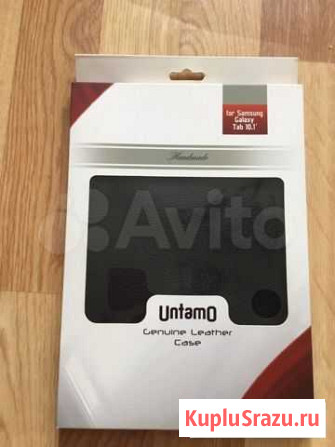 for Samsung
Galaxy
Tab 10.1"
Handmade
Avito
Untamo
Genuine Leather
Case
KupluSrazu.ru